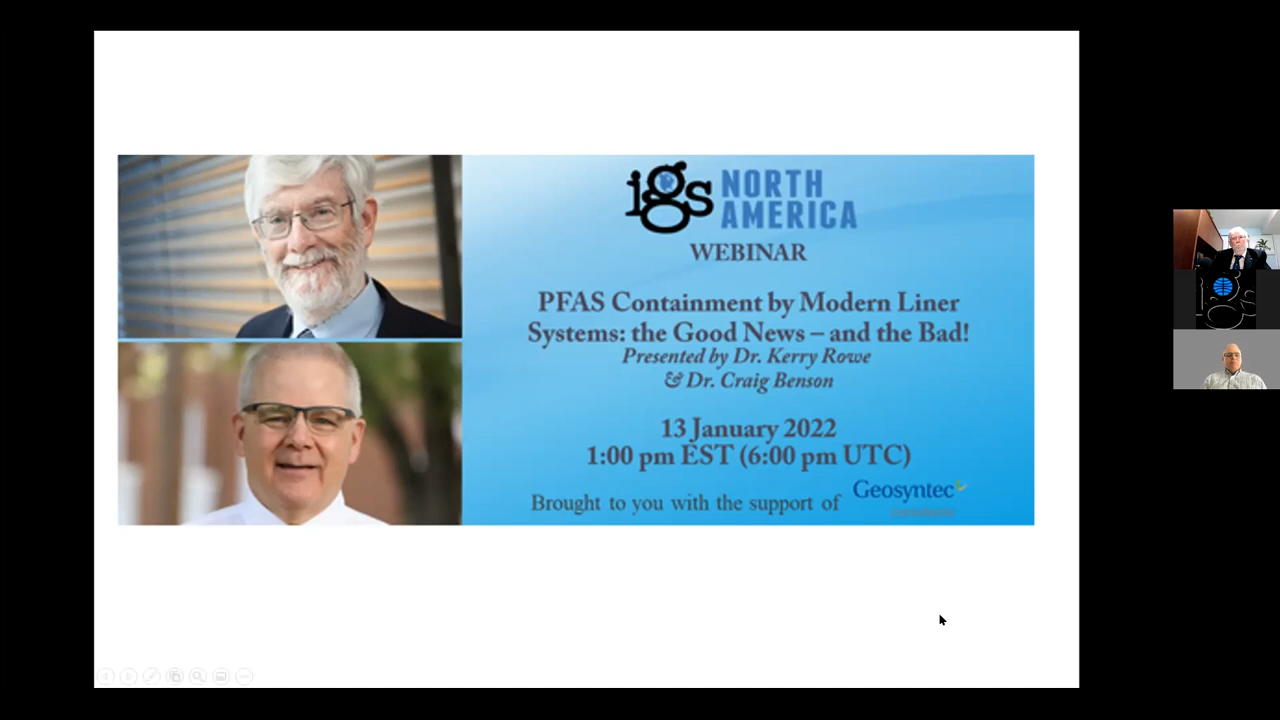 igs NORTH
AMERICA
WEBINAR
PFAS Containment by Modern Liner
Systems: the Good News – and the Bad!
Presented by Dr. Kerry Rowe
& Dr. Craig Benson
13 January 2022
1:00 pm EST (6:00 pm UTC)
Brought to you with the support of Geosyntec
igs